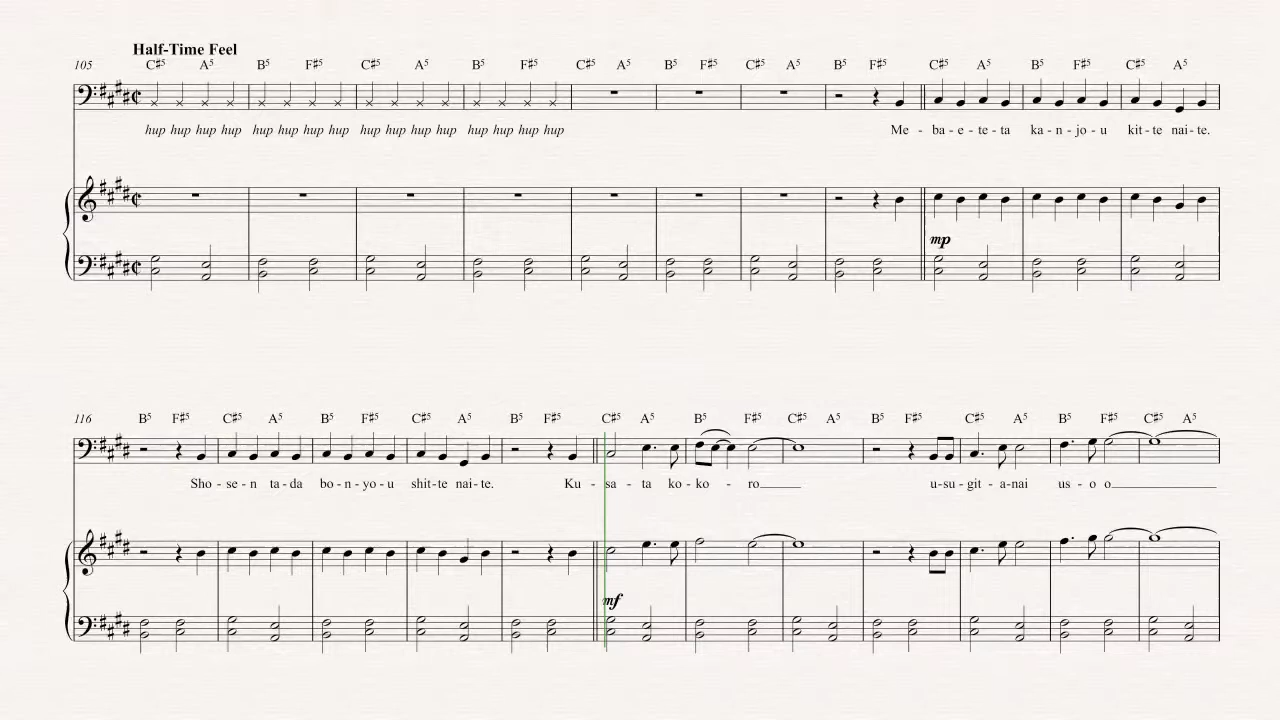 Half-Time Feel
105 C♯5 A5 B5 F♯5 C♯5 A5 B5 F♯5 C♯5 A5 B5 F♯5 C♯5 A5 B5 F♯5 C♯5 A5 B5 F♯5 C♯5 A5
hup hup hup hup hup hup hup hup hup hup hup hup hup hup hup hup Me - ba - e - te - ta ka - n - jo - u kit - te nai - te.
mp
116 B5 F♯5 C♯5 A5 B5 F♯5 C♯5 A5 B5 F♯5 C♯5 A5 B5 F♯5 C♯5 A5 B5 F♯5 C♯5 A5 B5 F♯5 C♯5 A5
Sho - se - n ta - da bo - n - yo - u shit - te nai - te. Ku - sa - ta ko - ko - ro u - su - git - a - nai us - o o
mf